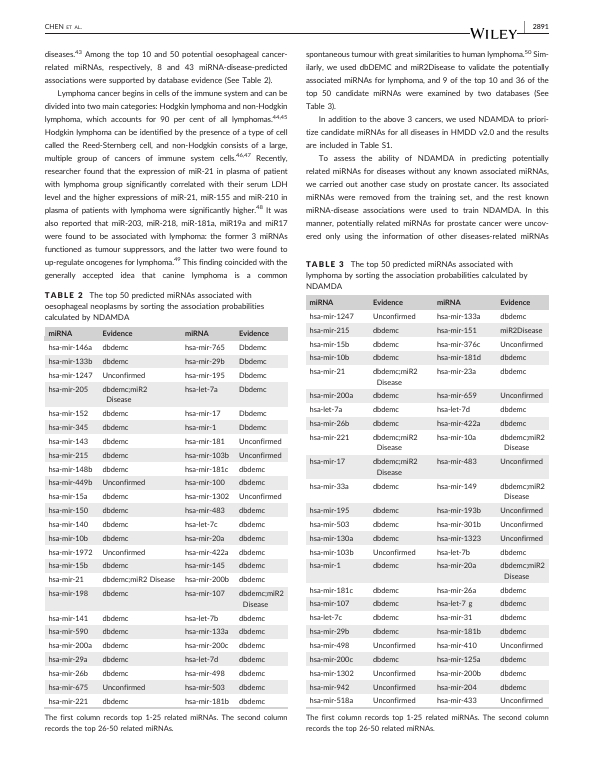 CHEN ET AL.
WILEY
2891
diseases.43 Among the top 10 and 50 potential oesophageal cancer-
related miRNAs, respectively, 8 and 43 miRNA-disease-predicted
associations were supported by database evidence (See Table 2).
Lymphoma cancer begins in cells of the immune system and can be
divided into two main categories: Hodgkin lymphoma and non-Hodgkin
lymphoma, which accounts for 90 per cent of all lymphomas.44,45
Hodgkin lymphoma can be identified by the presence of a type of cell
called the Reed-Sternberg cell, and non-Hodgkin consists of a large,
multiple group of cancers of immune system cells.46,47 Recently,
researcher found that the expression of miR-21 in plasma of patient
with lymphoma group significantly correlated with their serum LDH
level and the higher expressions of miR-21, miR-155 and miR-210 in
plasma of patients with lymphoma were significantly higher.48 It was
also reported that miR-203, miR-218, miR-181a, miR19a and miR17
were found to be associated with lymphoma: the former 3 miRNAs
functioned as tumour suppressors, and the latter two were found to
up-regulate oncogenes for lymphoma.49 This finding coincided with the
generally accepted idea that canine lymphoma is a common
TABLE 2 The top 50 predicted miRNAs associated with
oesophageal neoplasms by sorting the association probabilities
calculated by NDAMDA
miRNA Evidence miRNA Evidence
hsa-mir-146a dbdemc hsa-mir-765 Dbdemc
hsa-mir-133b dbdemc hsa-mir-29b Dbdemc
hsa-mir-1247 Unconfirmed hsa-mir-195 Dbdemc
hsa-mir-205 dbdemc;miR2 hsa-let-7a Dbdemc
Disease
hsa-mir-152 dbdemc hsa-mir-17 Dbdemc
hsa-mir-345 dbdemc hsa-mir-1 Dbdemc
hsa-mir-143 dbdemc hsa-mir-181 Unconfirmed
hsa-mir-215 dbdemc hsa-mir-103b Unconfirmed
hsa-mir-148b dbdemc hsa-mir-181c dbdemc
hsa-mir-449b Unconfirmed hsa-mir-100 dbdemc
hsa-mir-15a dbdemc hsa-mir-1302 Unconfirmed
hsa-mir-150 dbdemc hsa-mir-483 dbdemc
hsa-mir-140 dbdemc hsa-let-7c dbdemc
hsa-mir-10b dbdemc hsa-mir-20a dbdemc
hsa-mir-1972 Unconfirmed hsa-mir-422a dbdemc
hsa-mir-15b dbdemc hsa-mir-145 dbdemc
hsa-mir-21 dbdemc;miR2 Disease hsa-mir-200b dbdemc
hsa-mir-198 dbdemc hsa-mir-107 dbdemc;miR2
Disease
hsa-mir-141 dbdemc hsa-let-7b dbdemc
hsa-mir-590 dbdemc hsa-mir-133a dbdemc
hsa-mir-200a dbdemc hsa-mir-200c dbdemc
hsa-mir-29a dbdemc hsa-let-7d dbdemc
hsa-mir-26b dbdemc hsa-mir-498 dbdemc
hsa-mir-675 Unconfirmed hsa-mir-503 dbdemc
hsa-mir-221 dbdemc hsa-mir-181b dbdemc
The first column records top 1-25 related miRNAs. The second column
records the top 26-50 related miRNAs.
spontaneous tumour with great similarities to human lymphoma.50 Sim-
ilarly, we used dbDEMC and miR2Disease to validate the potentially
associated miRNAs for lymphoma, and 9 of the top 10 and 36 of the
top 50 candidate miRNAs were examined by two databases (See
Table 3).
In addition to the above 3 cancers, we used NDAMDA to priori-
tize candidate miRNAs for all diseases in HMDD v2.0 and the results
are included in Table S1.
To assess the ability of NDAMDA in predicting potentially
related miRNAs for diseases without any known associated miRNAs,
we carried out another case study on prostate cancer. Its associated
miRNAs were removed from the training set, and the rest known
miRNA-disease associations were used to train NDAMDA. In this
manner, potentially related miRNAs for prostate cancer were uncov-
ered only using the information of other diseases-related miRNAs
TABLE 3 The top 50 predicted miRNAs associated with
lymphoma by sorting the association probabilities calculated by
NDAMDA
miRNA Evidence miRNA Evidence
hsa-mir-1247 Unconfirmed hsa-mir-133a dbdemc
hsa-mir-215 dbdemc hsa-mir-151 miR2Disease
hsa-mir-15b dbdemc hsa-mir-376c Unconfirmed
hsa-mir-10b dbdemc hsa-mir-181d dbdemc
hsa-mir-21 dbdemc;miR2 hsa-mir-23a dbdemc
Disease
hsa-mir-200a dbdemc hsa-mir-659 Unconfirmed
hsa-let-7a dbdemc hsa-let-7d dbdemc
hsa-mir-26b dbdemc hsa-mir-422a dbdemc
hsa-mir-221 dbdemc;miR2 hsa-mir-10a dbdemc;miR2
Disease Disease
hsa-mir-17 dbdemc;miR2 hsa-mir-483 Unconfirmed
Disease
hsa-mir-33a dbdemc hsa-mir-149 dbdemc;miR2
Disease
hsa-mir-195 dbdemc hsa-mir-193b Unconfirmed
hsa-mir-503 dbdemc hsa-mir-301b Unconfirmed
hsa-mir-130a dbdemc hsa-mir-1323 Unconfirmed
hsa-mir-103b Unconfirmed hsa-let-7b dbdemc
hsa-mir-1 dbdemc hsa-mir-20a dbdemc;miR2
Disease
hsa-mir-181c dbdemc hsa-mir-26a dbdemc
hsa-mir-107 dbdemc hsa-let-7 g dbdemc
hsa-let-7c dbdemc hsa-mir-31 dbdemc
hsa-mir-29b dbdemc hsa-mir-181b dbdemc
hsa-mir-498 Unconfirmed hsa-mir-410 Unconfirmed
hsa-mir-200c dbdemc hsa-mir-125a dbdemc
hsa-mir-1302 Unconfirmed hsa-mir-200b dbdemc
hsa-mir-942 Unconfirmed hsa-mir-204 dbdemc
hsa-mir-518a Unconfirmed hsa-mir-433 Unconfirmed
The first column records top 1-25 related miRNAs. The second column
records the top 26-50 related miRNAs.